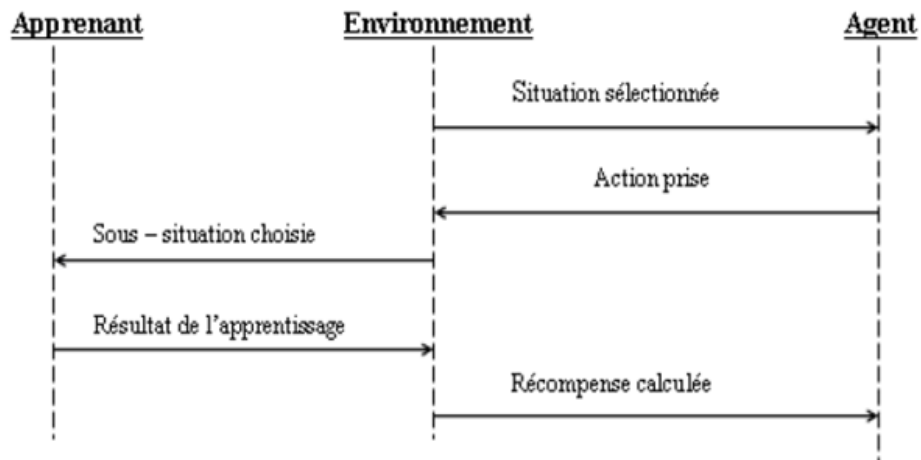 Apprenant Environnement Agent
Situation sélectionnée
Action prise
Sous – situation choisie
Résultat de l'apprentissage
Récompense calculée